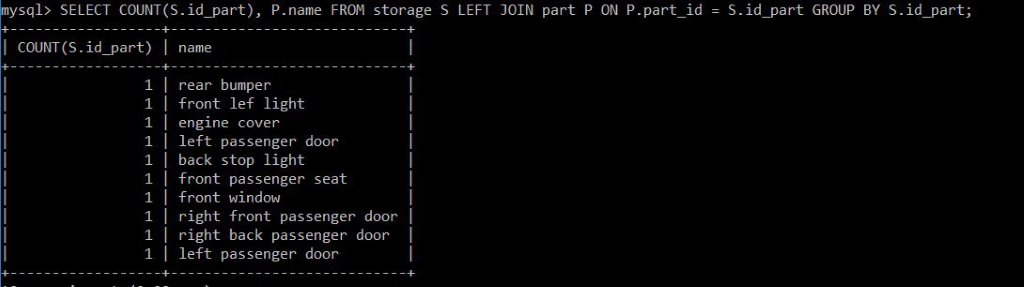 mysql> SELECT COUNT(S.id_part), P.name FROM storage S LEFT JOIN part P ON P.part_id = S.id_part GROUP BY S.id_part;
+------------------+----------------------------+
| COUNT(S.id_part) | name                       |
+------------------+----------------------------+
|                1 | rear bumper                |
|                1 | front lef light            |
|                1 | engine cover               |
|                1 | left passenger door        |
|                1 | back stop light            |
|                1 | front passenger seat       |
|                1 | front window               |
|                1 | right front passenger door |
|                1 | right back passenger door  |
|                1 | left passenger door        |
+------------------+----------------------------+